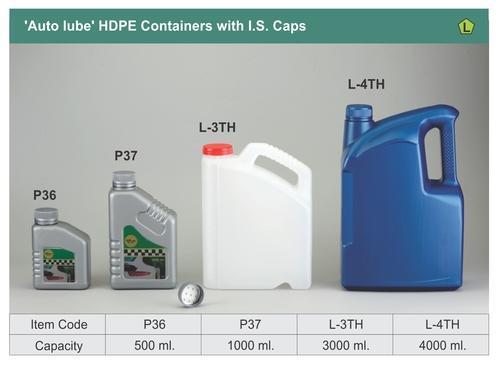 'Auto lube' HDPE Containers with I.S. Caps
L
L-4TH
L-3TH
P37
P36
Item Code P36 P37 L-3TH L-4TH
Capacity 500 ml. 1000 ml. 3000 ml. 4000 ml.